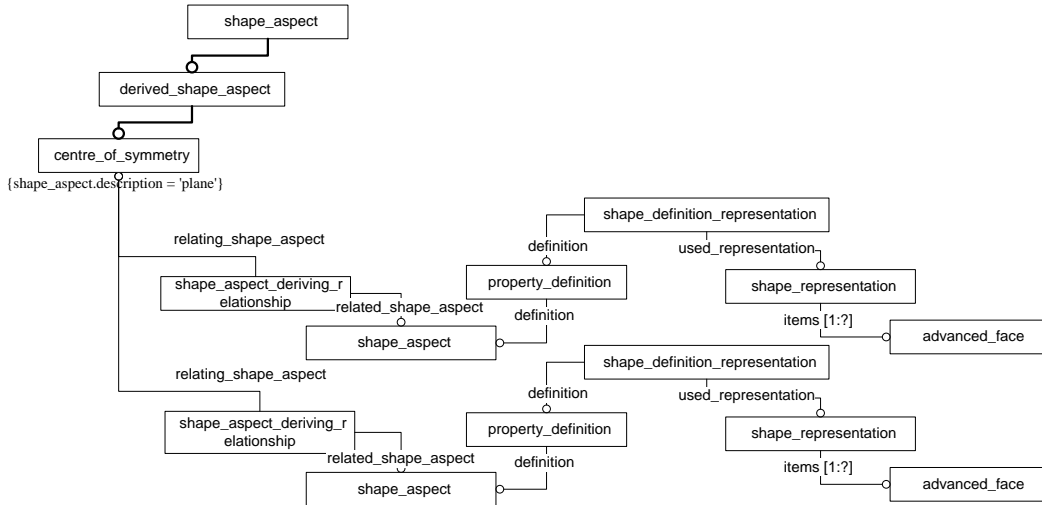 shape_aspect
derived_shape_aspect
centre_of_symmetry
{shape_aspect.description = 'plane'}
shape_definition_representation
relating_shape_aspect
definition
used_representation
shape_aspect_deriving_r
elationship
property_definition
shape_representation
related_shape_aspect
definition
items [1:?]
shape_aspect
advanced_face
shape_definition_representation
relating_shape_aspect
definition
used_representation
shape_aspect_deriving_r
elationship
property_definition
shape_representation
related_shape_aspect
definition
items [1:?]
shape_aspect
advanced_face